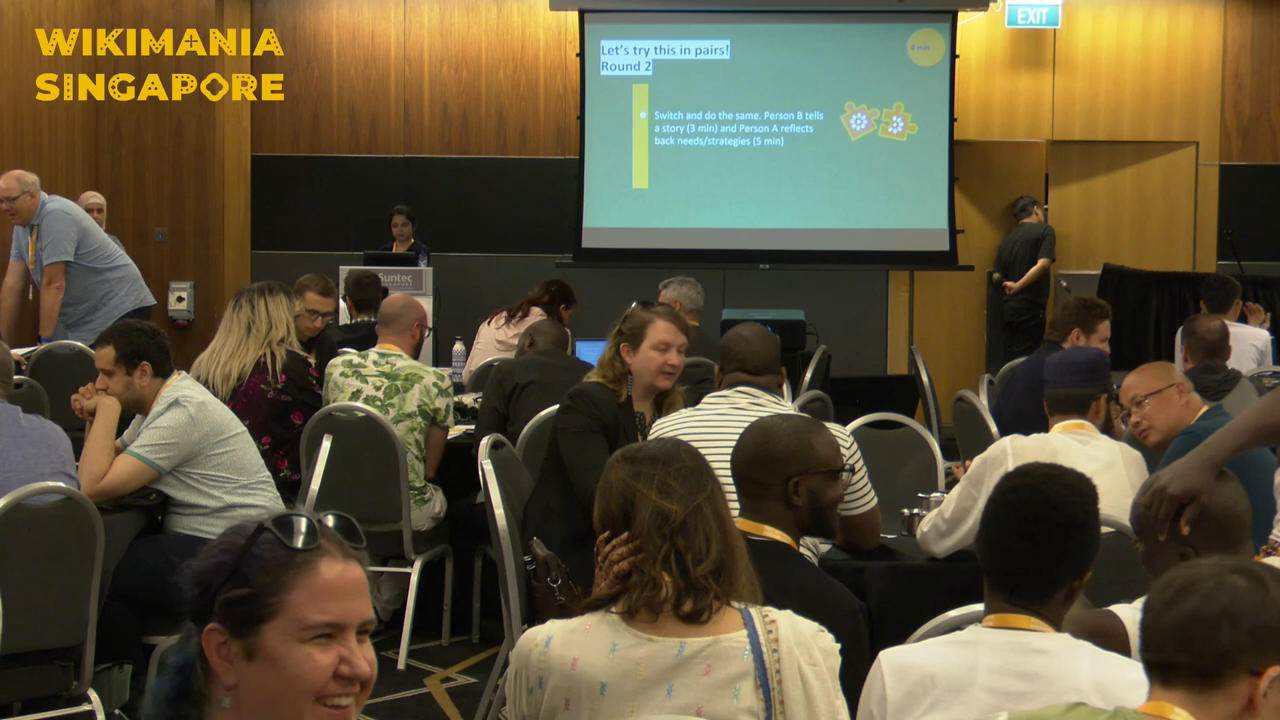 WIKIMANIA
SINGAPORE
EXIT
Let's try this in pairs!
Round 2
8 min
Switch and do the same. Person B tells
a story (3 min) and Person A reflects
back needs/strategies (5 min)
Suntec
SINGAPORE